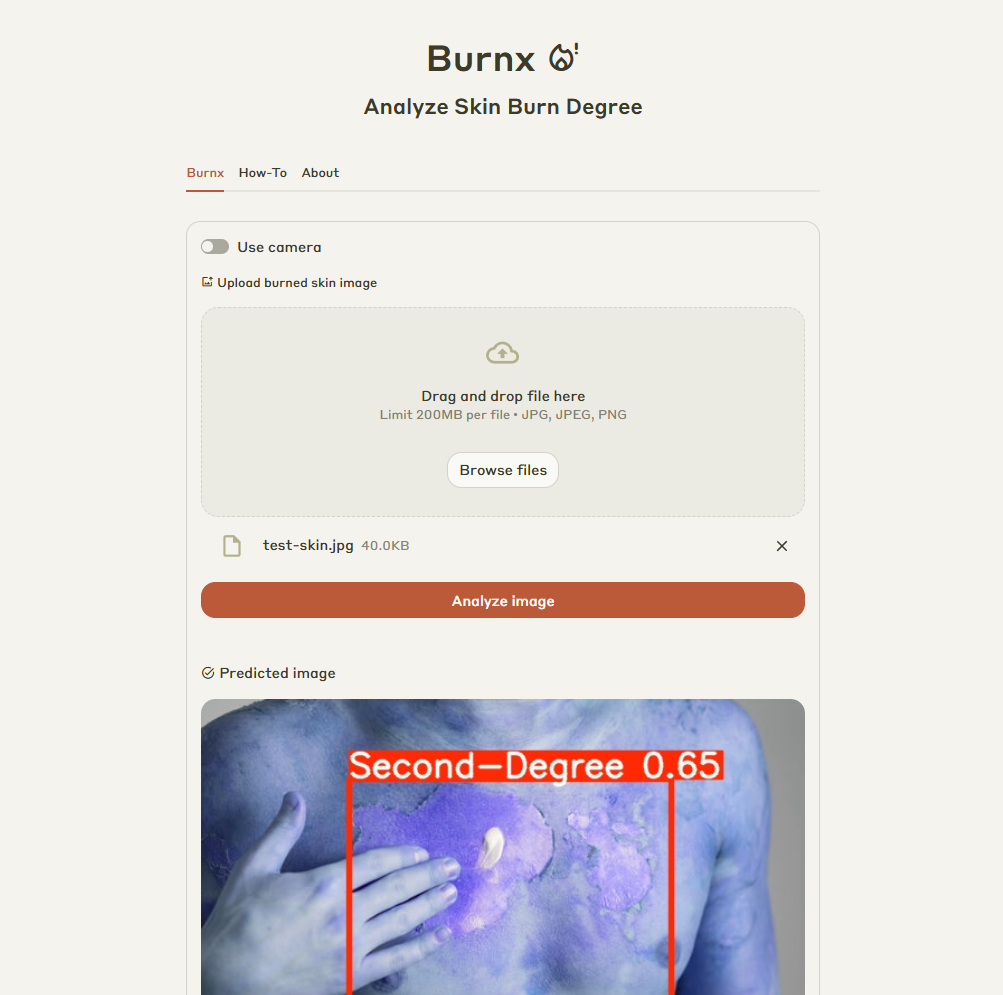 Burnx
Analyze Skin Burn Degree
Burnx How-To About
Use camera
Upload burned skin image
Drag and drop file here
Limit 200MB per file • JPG, JPEG, PNG
Browse files
test-skin.jpg 40.0KB
Analyze image
Predicted image
Second-Degree 0.65